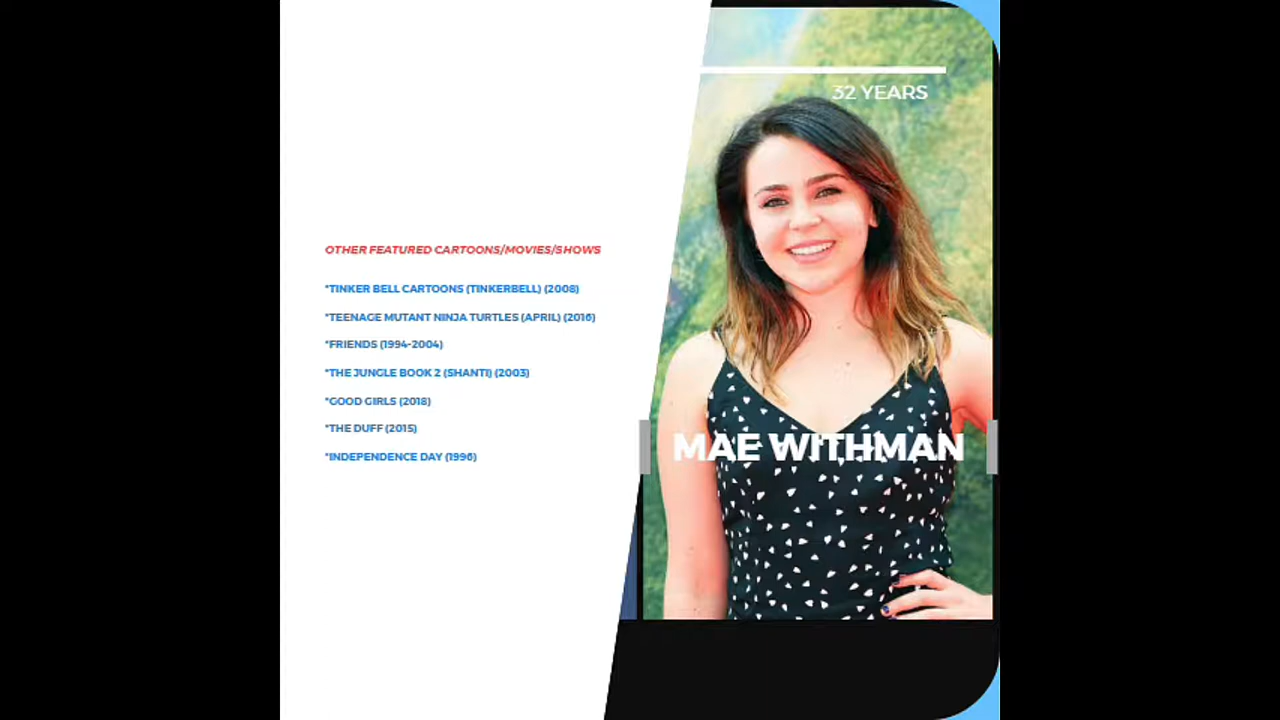 32 YEARS
OTHER FEATURED CARTOONS/MOVIES/SHOWS
*TINKER BELL CARTOONS (TINKERBELL) (2008)
*TEENAGE MUTANT NINJA TURTLES (APRIL) (2016)
*FRIENDS (1994-2004)
*THE JUNGLE BOOK 2 (SHANTI) (2003)
*GOOD GIRLS (2018)
*THE DUFF (2015)
MAE WITHMAN
*INDEPENDENCE DAY (1996)